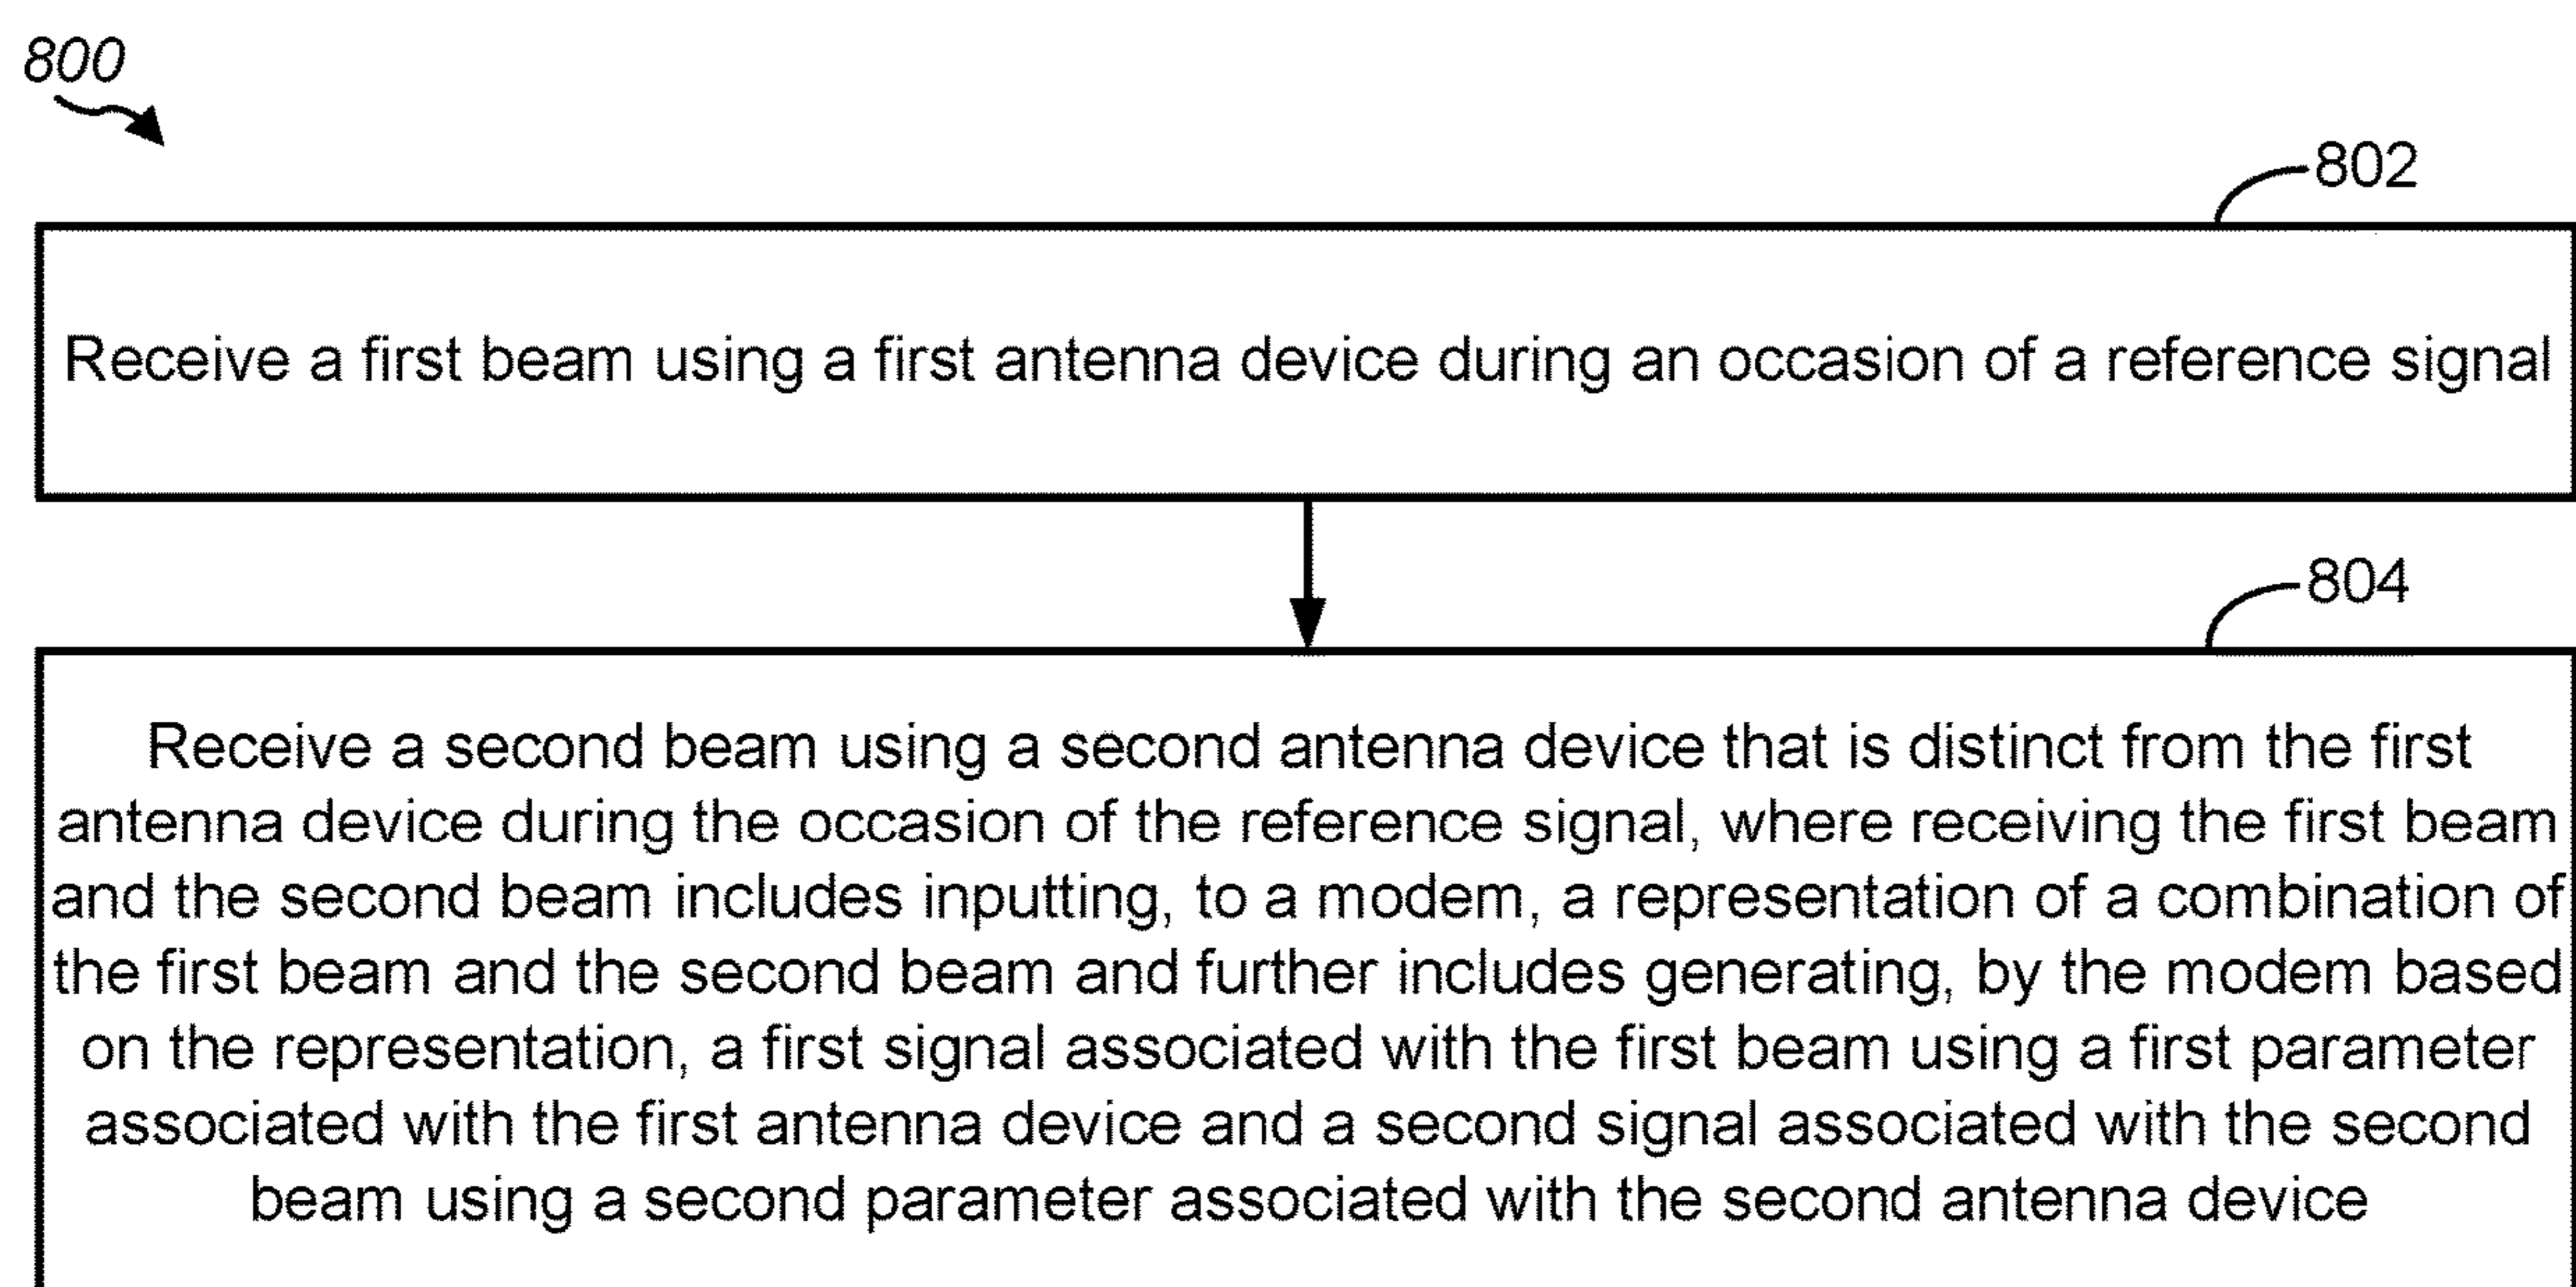 800
802
Receive a first beam using a first antenna device during an occasion of a reference signal
804
Receive a second beam using a second antenna device that is distinct from the first
antenna device during the occasion of the reference signal, where receiving the first beam
and the second beam includes inputting, to a modem, a representation of a combination of
the first beam and the second beam and further includes generating, by the modem based
on the representation, a first signal associated with the first beam using a first parameter
associated with the first antenna device and a second signal associated with the second
beam using a second parameter associated with the second antenna device